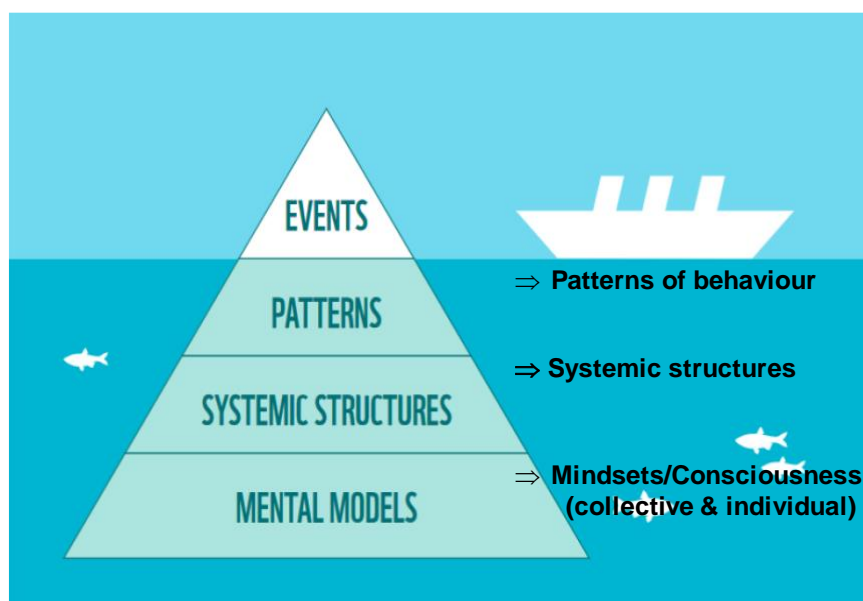 EVENTS
⇒ Patterns of behaviour
PATTERNS
⇒ Systemic structures
SYSTEMIC STRUCTURES
⇒ Mindsets/Consciousness
(collective & individual)
MENTAL MODELS